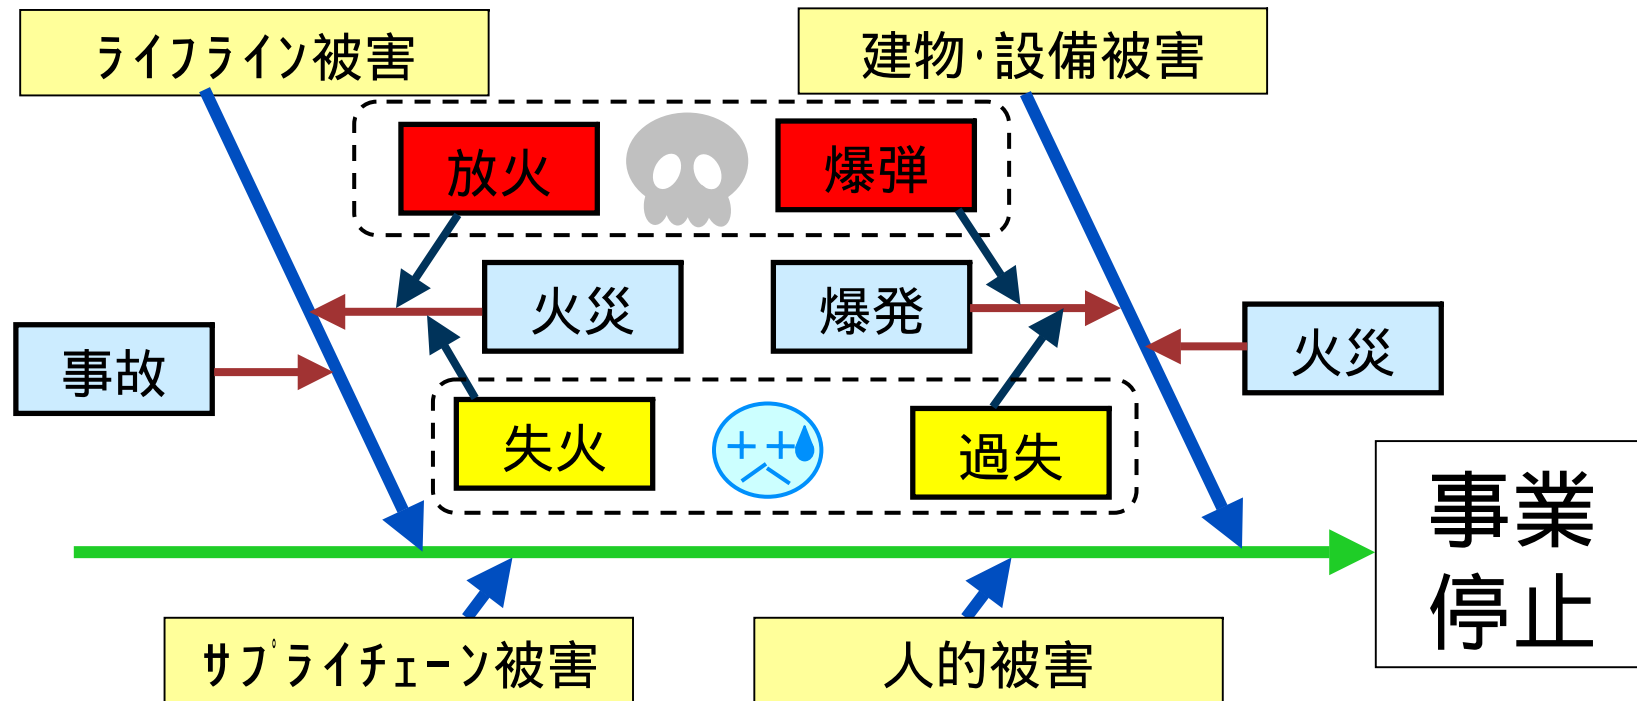 ライフライン被害
建物・設備被害
放火
爆弾
火災
爆発
火災
事故
失火
過失
事業
停止
サプライチェーン被害
人的被害